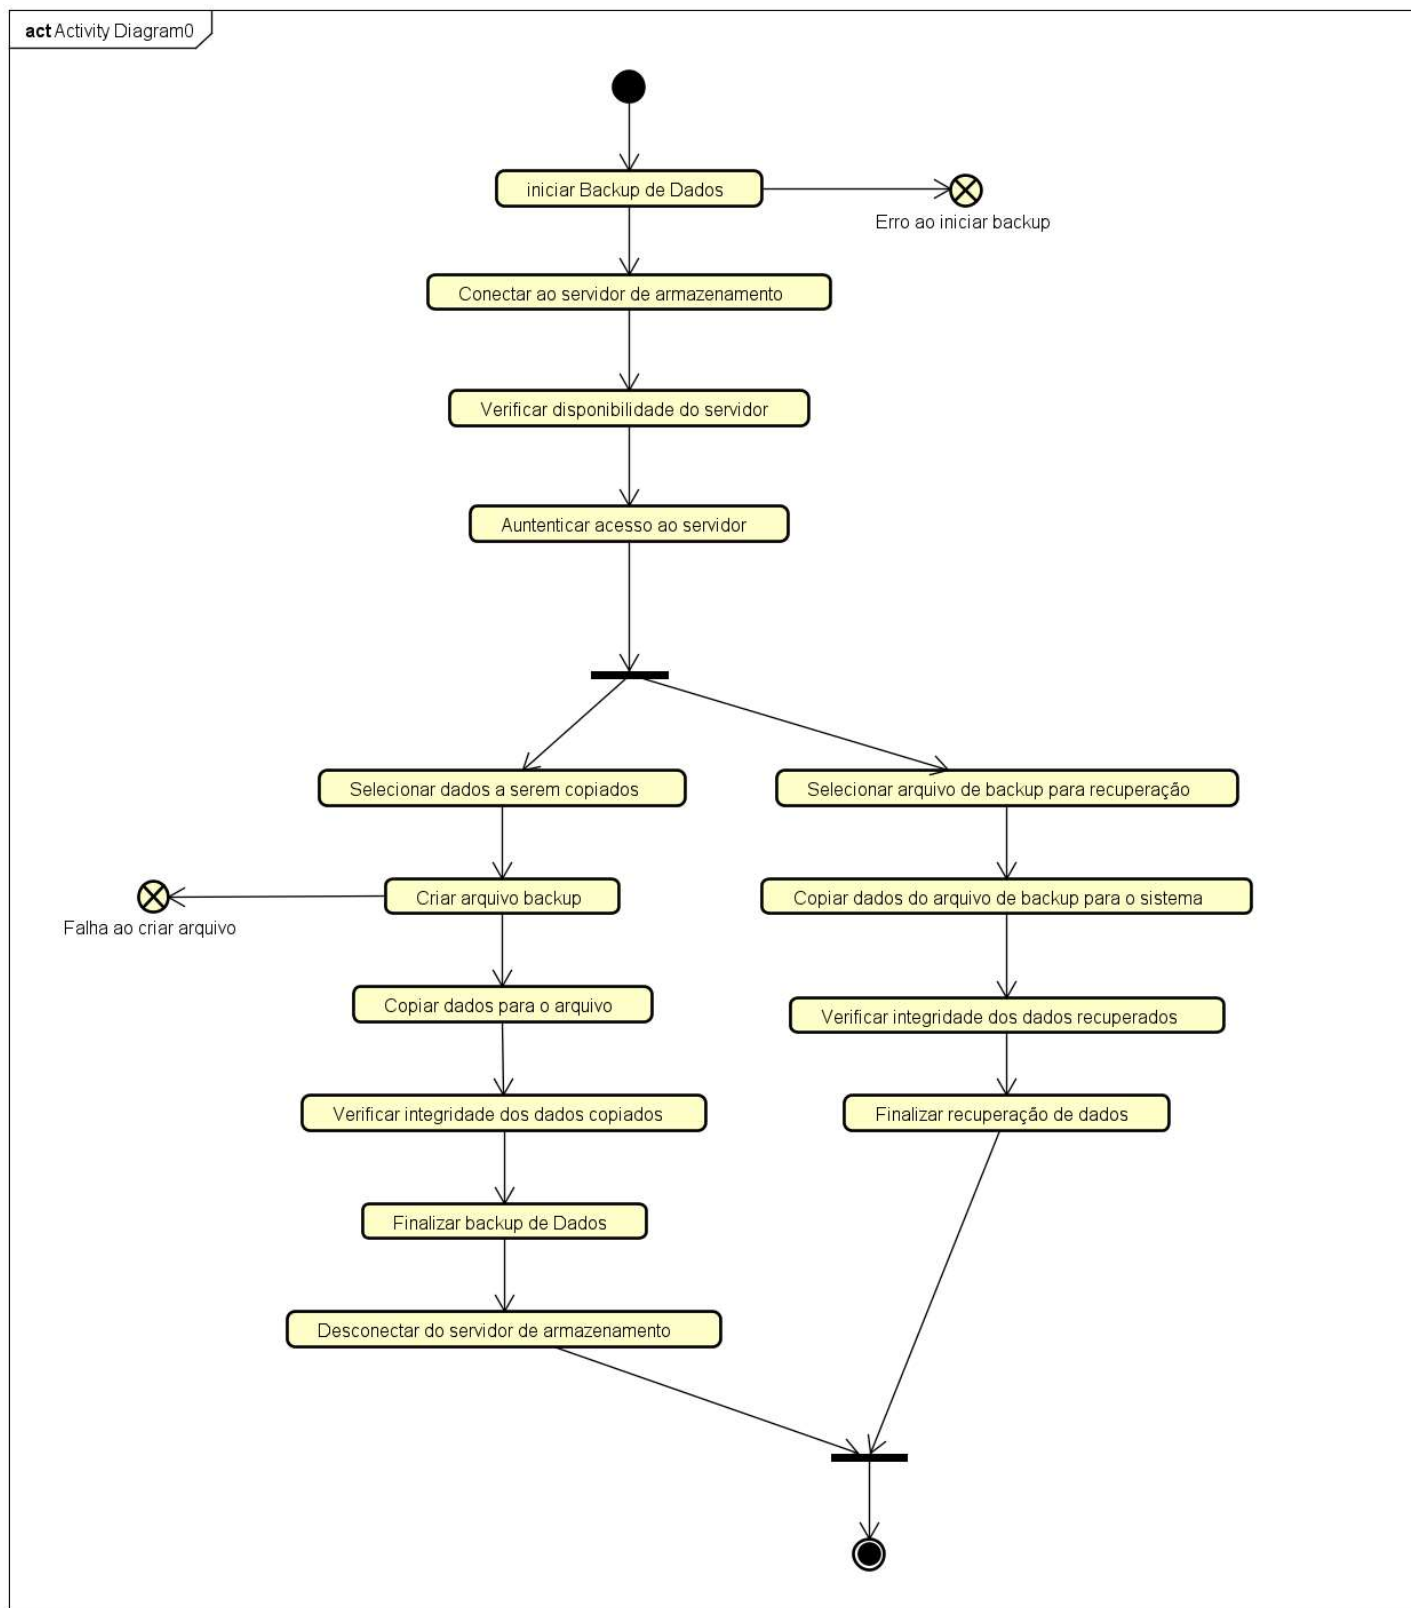 act Activity Diagram0
iniciar Backup de Dados
Erro ao iniciar backup
Conectar ao servidor de armazenamento
Verificar disponibilidade do servidor
Auntenticar acesso ao servidor
Selecionar dados a serem copiados
Selecionar arquivo de backup para recuperação
Criar arquivo backup
Copiar dados do arquivo de backup para o sistema
Falha ao criar arquivo
Copiar dados para o arquivo
Verificar integridade dos dados recuperados
Verificar integridade dos dados copiados
Finalizar recuperação de dados
Finalizar backup de Dados
Desconectar do servidor de armazenamento